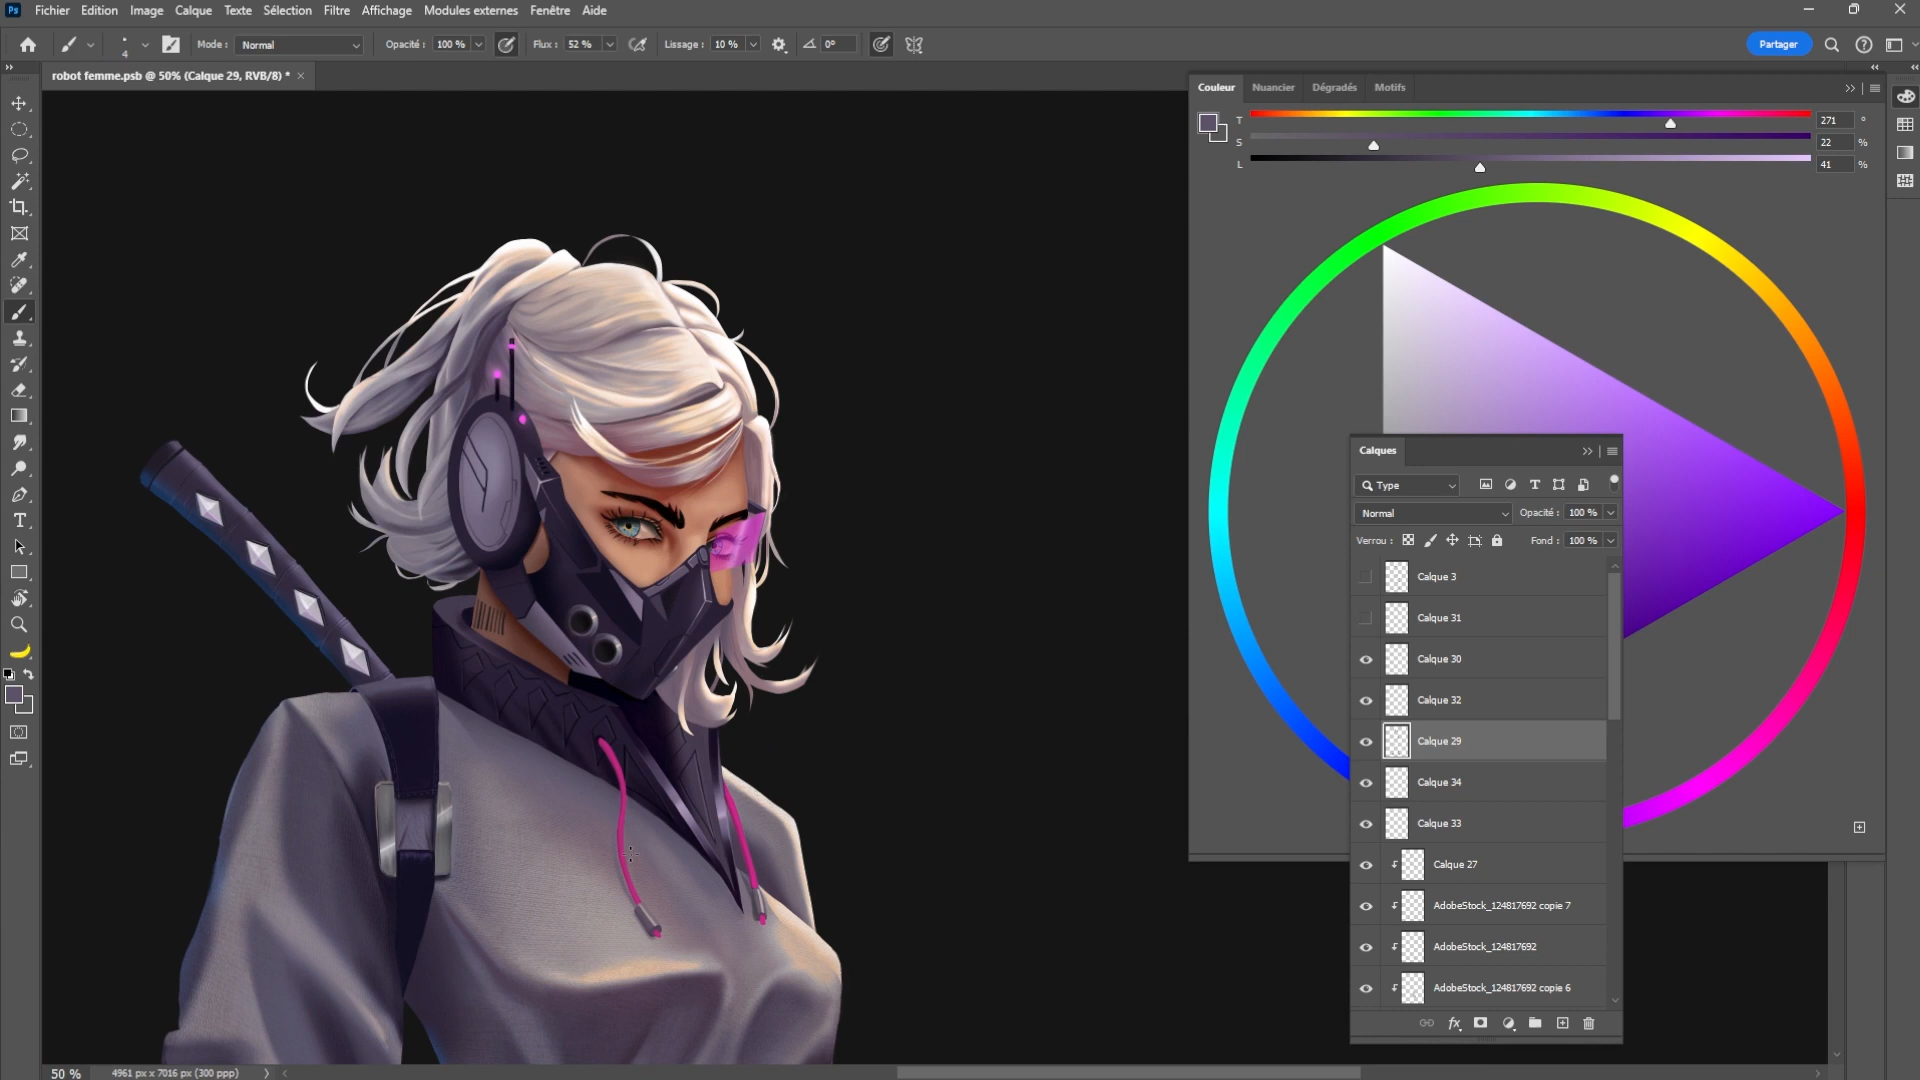 Ps Fichier Edition Image Calque Texte Sélection Filtre Affichage Modules externes Fenêtre Aide
4 Mode : Normal Opacité : 100 % Flux : 52 % Lissage : 10 % 0° Partager
robot femme.psb @ 50% (Calque 29, RVB/8) *
Couleur Nuancier Dégradés Motifs
T 271 °
S 22 %
L 41 %
Calques
Type
Normal Opacité : 100 %
Verrou : Fond : 100 %
Calque 3
Calque 31
Calque 30
Calque 32
Calque 29
Calque 34
Calque 33
Calque 27
AdobeStock_124817692 copie 7
AdobeStock_124817692
AdobeStock_124817692 copie 6
fx
50 % 4961 px x 7016 px (300 ppp)